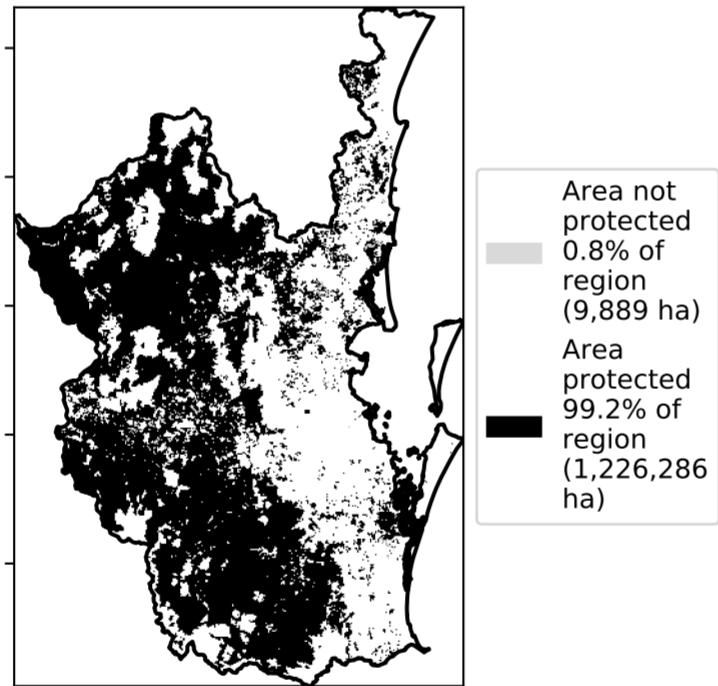 Area not
protected
0.8% of
region
(9,889 ha)
Area
protected
99.2% of
region
(1,226,286
ha)